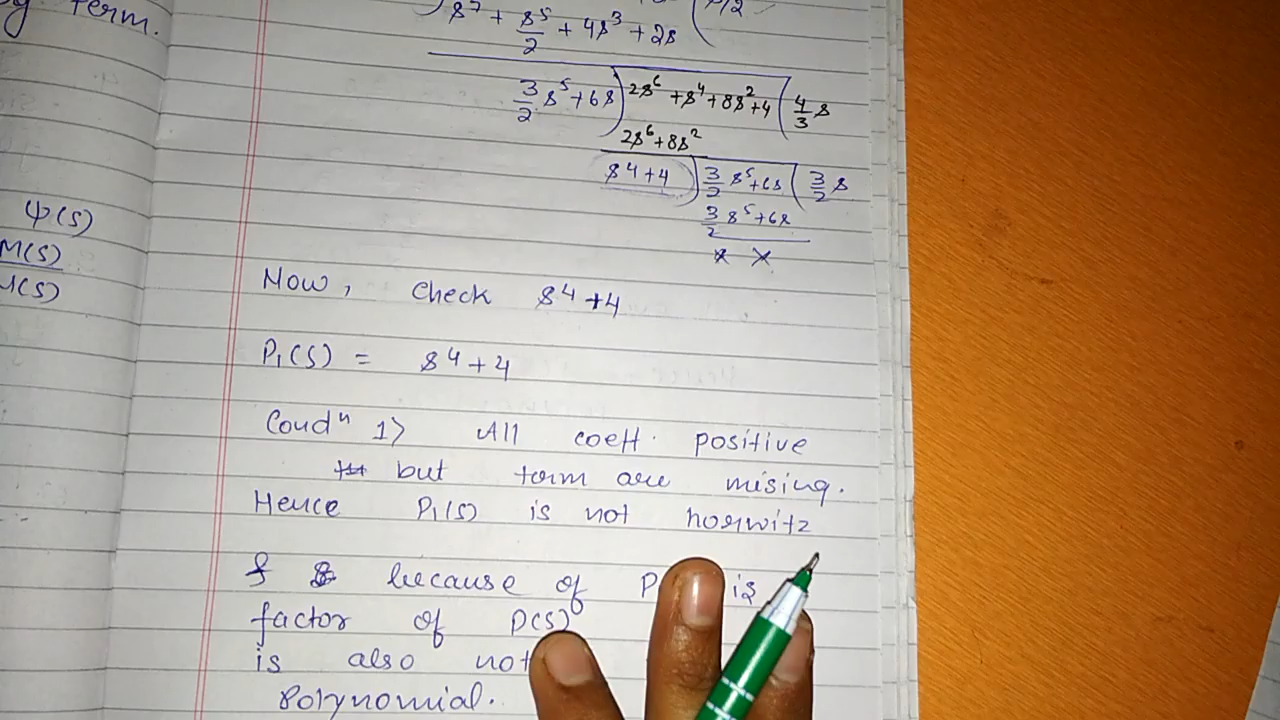 term.
s⁷ + s⁵/2 + 4s³ + 2s
3/2 s⁵ + 6s ) 2s⁶ + s⁴ + 8s² + 4 ( 4/3 s
2s⁶ + 8s²
s⁴ + 4 ) 3/2 s⁵ + 6s ( 3/2 s
3/2 s⁵ + 6s
x x
ψ(s)
M(s)
Now, check s⁴ + 4
P₁(s) = s⁴ + 4
Condⁿ 1> All coeff. positive
but term are mising.
Hence P₁(s) is not horwitz
because of P is
factor of P(s)
is also not
polynomial.